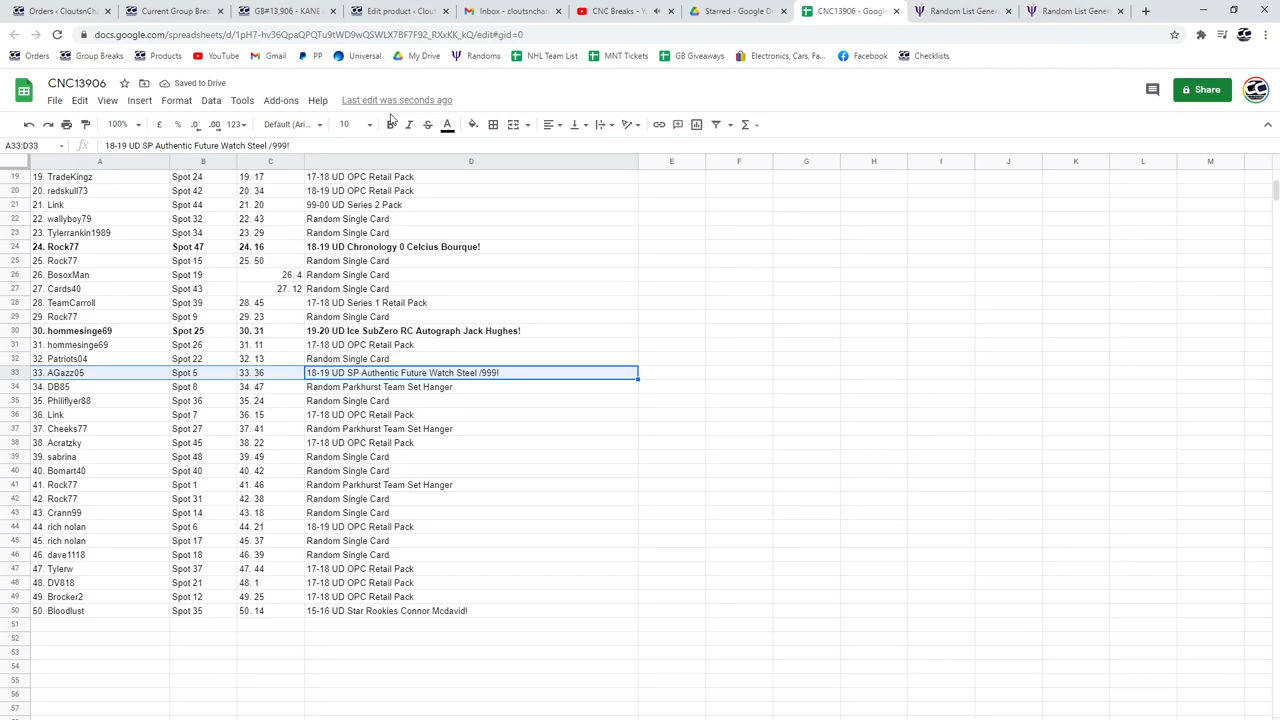 Orders ‹ CloutsnCh
Current Group Brea
GB#13,906 - KANE
Edit product ‹ Clouts
Inbox - cloutsnchar
CNC Breaks - Y
Starred - Google D
CNC13906 - Google
Random List Gener
Random List Gener
docs.google.com/spreadsheets/d/1pH7-hv36QpaQPQTu9tWD9wQSWLX7BF7F92_RXxKK_kQ/edit#gid=0
Orders Group Breaks Products YouTube Gmail PP Universal My Drive Randoms NHL Team List MNT Tickets GB Giveaways Electronics, Cars, Fa... Facebook Checklists
CNC13906 Saved to Drive
File Edit View Insert Format Data Tools Add-ons Help Last edit was seconds ago
Share
100% £ % .0 .00 123 Default (Ari... 10 B I S A
A33:D33 18-19 UD SP Authentic Future Watch Steel /999!
A B C D E F G H I J K L M
19 19. TradeKingz Spot 24 19. 17 17-18 UD OPC Retail Pack
20 20. redskull73 Spot 42 20. 34 18-19 UD OPC Retail Pack
21 21. Link Spot 44 21. 20 99-00 UD Series 2 Pack
22 22. wallyboy79 Spot 32 22. 43 Random Single Card
23 23. Tylerrankin1989 Spot 34 23. 29 Random Single Card
24 24. Rock77 Spot 47 24. 16 18-19 UD Chronology 0 Celcius Bourque!
25 25. Rock77 Spot 15 25. 50 Random Single Card
26 26. BosoxMan Spot 19 26. 4 Random Single Card
27 27. Cards40 Spot 43 27. 12 Random Single Card
28 28. TeamCarroll Spot 39 28. 45 17-18 UD Series 1 Retail Pack
29 29. Rock77 Spot 9 29. 23 Random Single Card
30 30. hommesinge69 Spot 25 30. 31 19-20 UD Ice SubZero RC Autograph Jack Hughes!
31 31. hommesinge69 Spot 26 31. 11 17-18 UD OPC Retail Pack
32 32. Patriots04 Spot 22 32. 13 Random Single Card
33 33. AGazz05 Spot 5 33. 36 18-19 UD SP Authentic Future Watch Steel /999!
34 34. DB85 Spot 8 34. 47 Random Parkhurst Team Set Hanger
35 35. Philiflyer88 Spot 36 35. 24 Random Single Card
36 36. Link Spot 7 36. 15 17-18 UD OPC Retail Pack
37 37. Cheeks77 Spot 27 37. 41 Random Parkhurst Team Set Hanger
38 38. Acratzky Spot 45 38. 22 17-18 UD OPC Retail Pack
39 39. sabrina Spot 48 39. 49 Random Single Card
40 40. Bomart40 Spot 40 40. 42 Random Single Card
41 41. Rock77 Spot 1 41. 46 Random Parkhurst Team Set Hanger
42 42. Rock77 Spot 31 42. 38 Random Single Card
43 43. Crann99 Spot 14 43. 18 Random Single Card
44 44. rich nolan Spot 6 44. 21 18-19 UD OPC Retail Pack
45 45. rich nolan Spot 17 45. 37 Random Single Card
46 46. dave1118 Spot 18 46. 39 Random Single Card
47 47. Tylerw Spot 37 47. 44 17-18 UD OPC Retail Pack
48 48. DV818 Spot 21 48. 1 17-18 UD OPC Retail Pack
49 49. Brocker2 Spot 12 49. 25 17-18 UD OPC Retail Pack
50 50. Bloodlust Spot 35 50. 14 15-16 UD Star Rookies Connor Mcdavid!
51
52
53
54
55
56
57